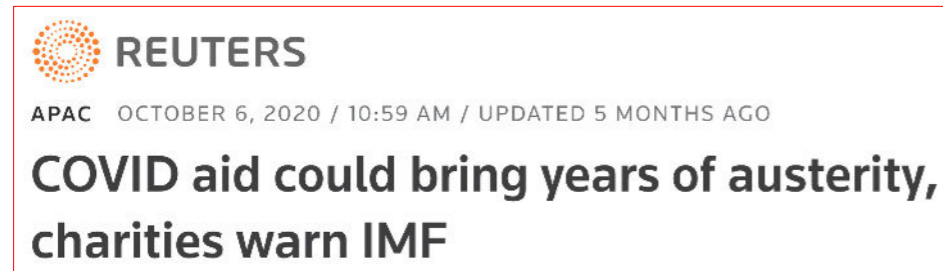 REUTERS
APAC OCTOBER 6, 2020 / 10:59 AM / UPDATED 5 MONTHS AGO
COVID aid could bring years of austerity,
charities warn IMF